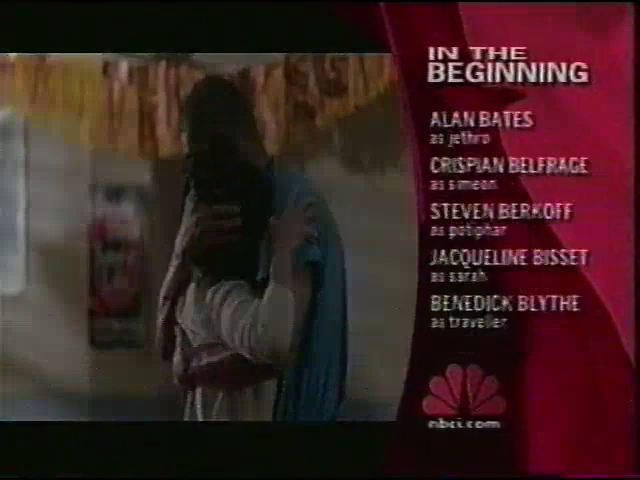 IN THE
BEGINNING
ALAN BATES
as jethro
CRISPIAN BELFRAGE
as simeon
STEVEN BERKOFF
as potiphar
JACQUELINE BISSET
as sarah
BENEDICK BLYTHE
as traveller
nbci.com